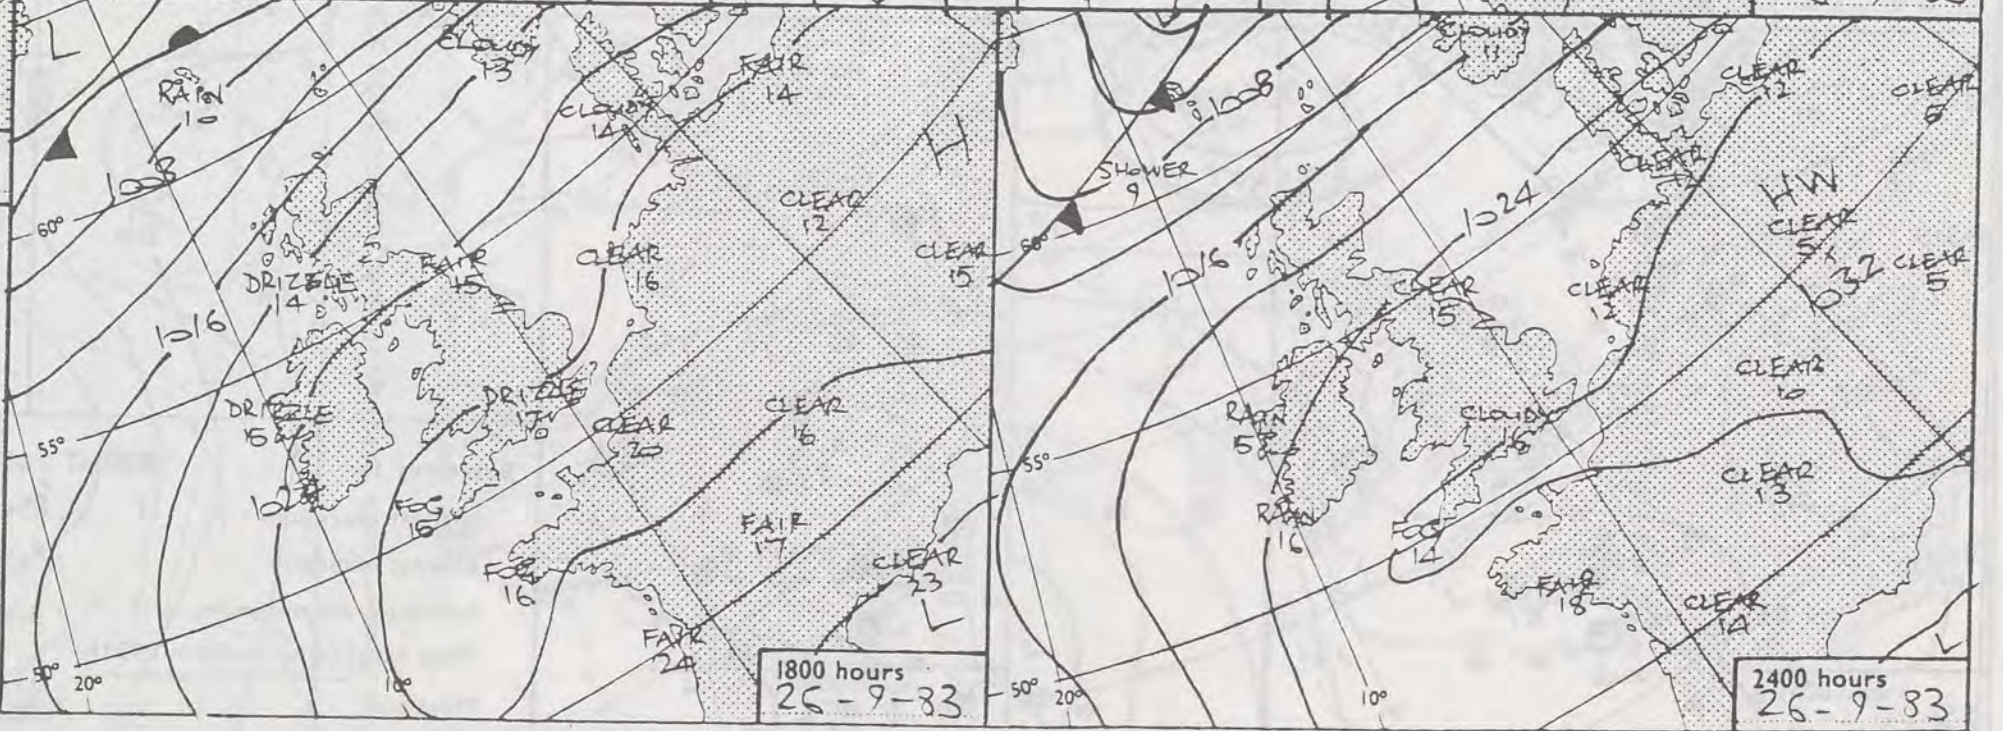 L
CLOUDY
13
FAIR
14
RAIN
10
CLOUDY
14
H
1008
60°
CLEAR
12
CLEAR
16
CLEAR
15
FAIR
15
DRIZZLE
14
1016
DRIZZLE
15
DRIZZLE
17
CLEAR
20
CLEAR
16
55°
1024
FOG
15
FAIR
17
FOG
16
CLEAR
23
L
FAIR
24
50°
20°
10°
1800 hours
26-9-83
CLOUDY
11
CLEAR
12
CLEAR
6
1008
SHOWER
9
CLEAR
HW
CLEAR
5
1024
60°
1016
CLEAR
5
032
CLEAR
15
CLEAR
12
CLEAR
10
RAIN
15
CLOUDY
16
CLEAR
13
55°
RAIN
16
FOG
14
FAIR
18
CLEAR
14
L
50°
20°
10°
2400 hours
26-9-83